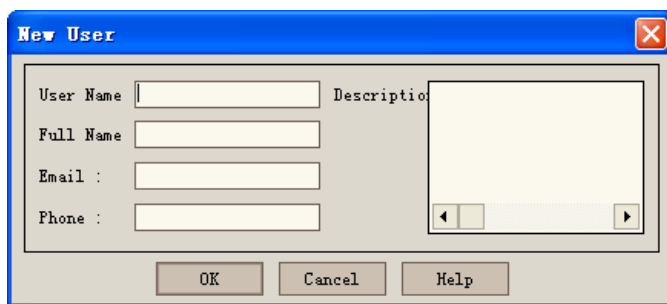 New User
User Name
Descriptio
Full Name
Email :
Phone :
OK
Cancel
Help